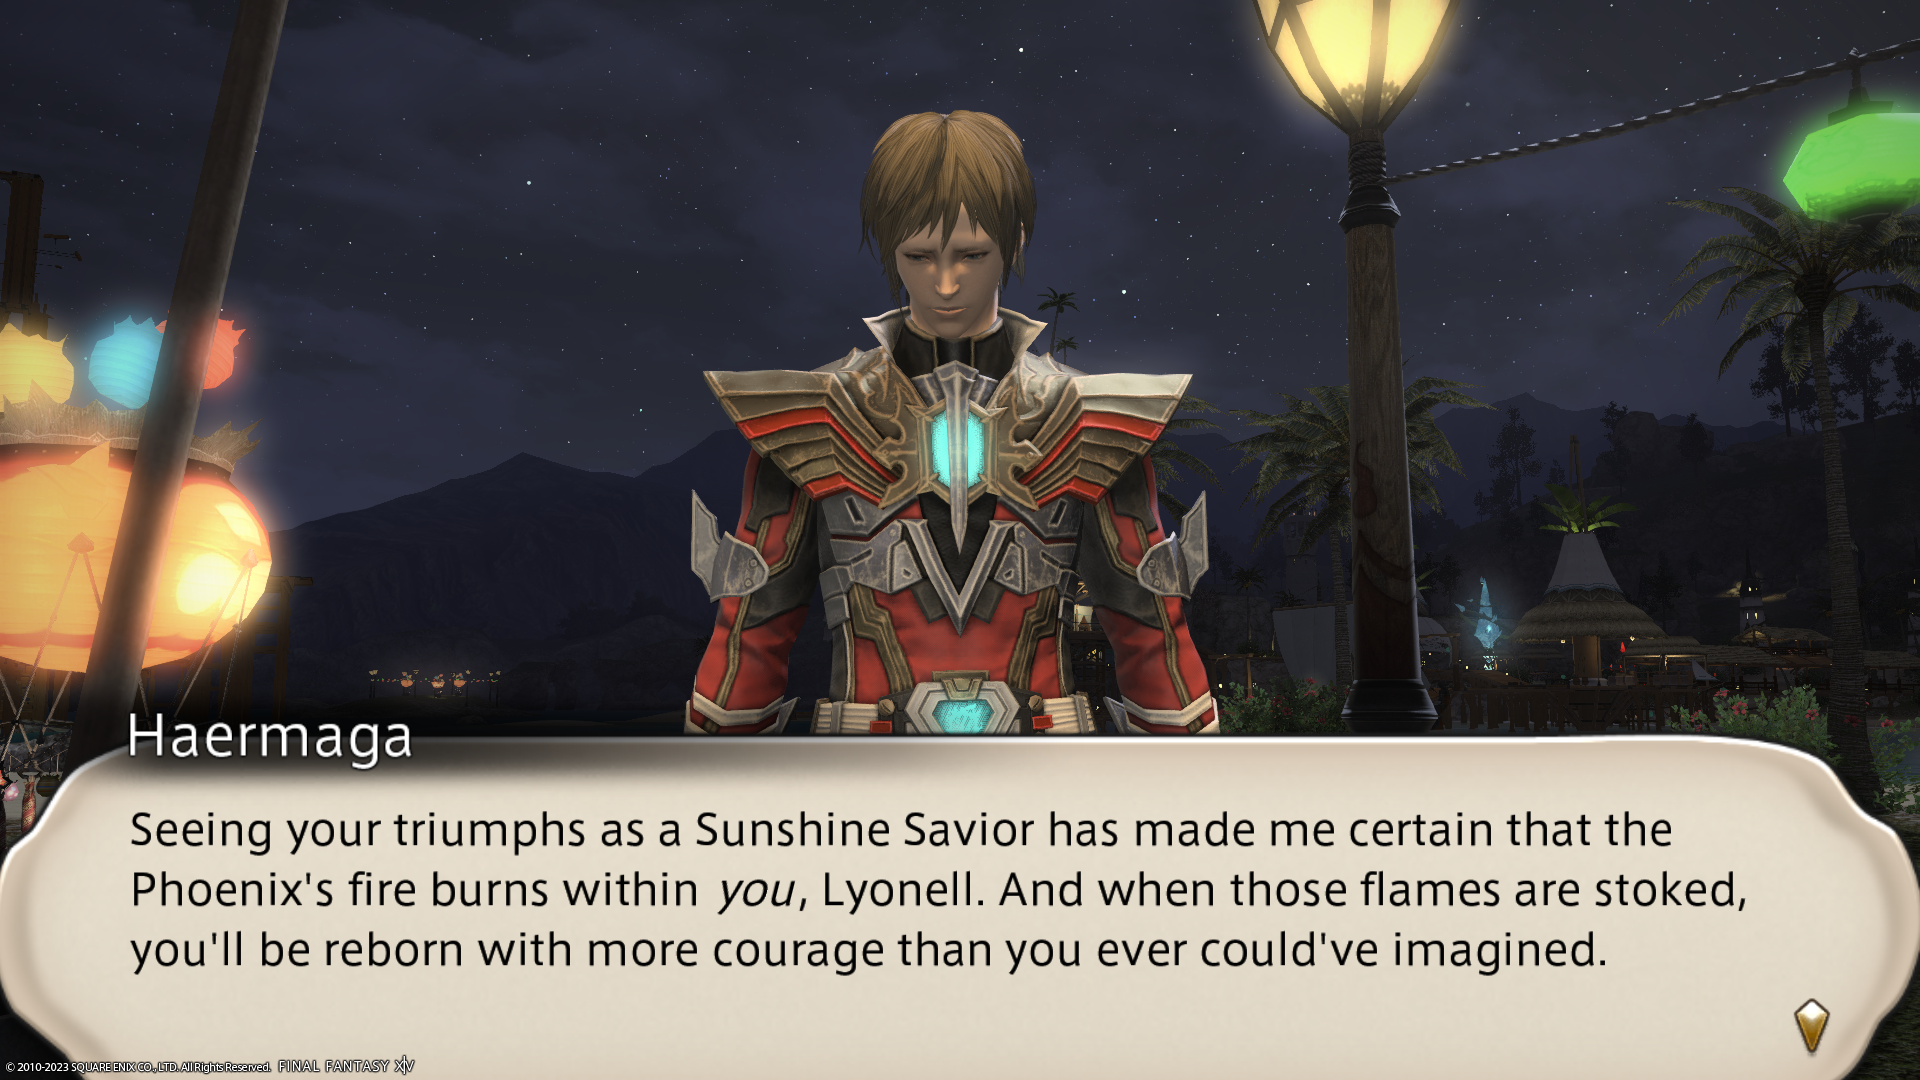 Haermaga
Seeing your triumphs as a Sunshine Savior has made me certain that the
Phoenix's fire burns within you, Lyonell. And when those flames are stoked,
you'll be reborn with more courage than you ever could've imagined.
© 2010-2023 SQUARE ENIX CO., LTD. All Rights Reserved. FINAL FANTASY XIV